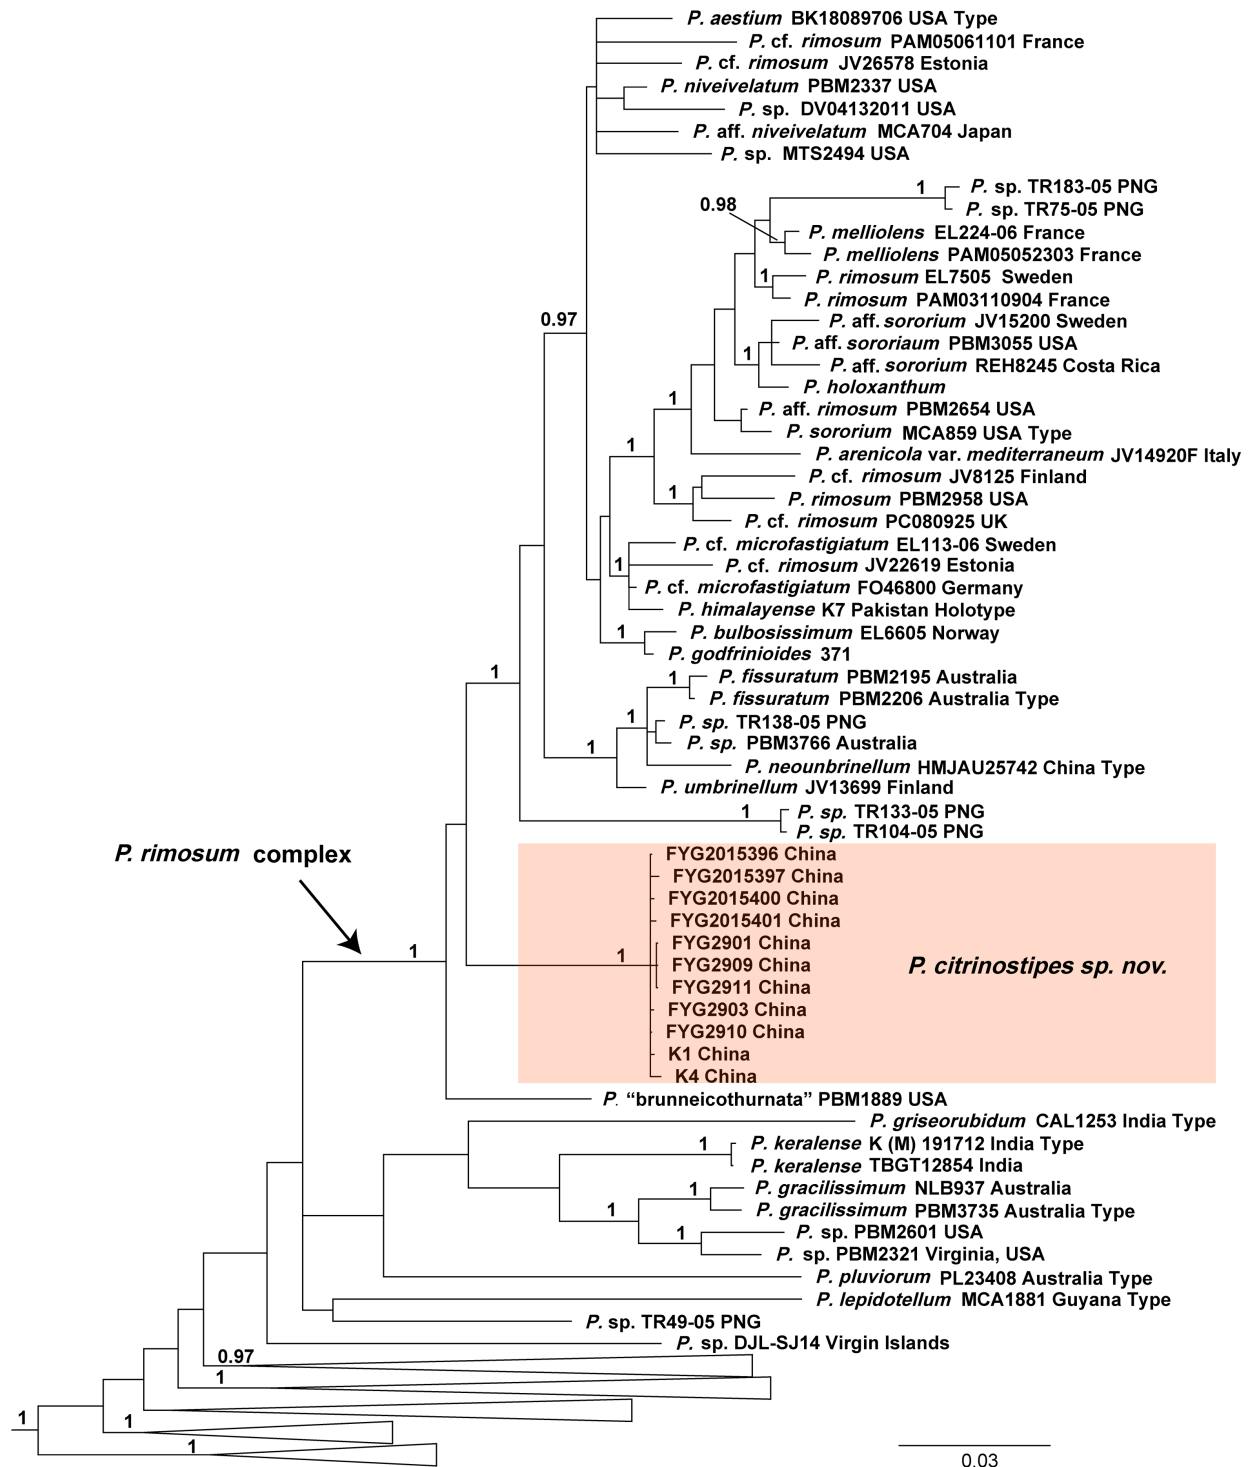 P. aestium BK18089706 USA Type
P. cf. rimosum PAM05061101 France
P. cf. rimosum JV26578 Estonia
P. niveivelatum PBM2337 USA
P. sp. DV04132011 USA
P. aff. niveivelatum MCA704 Japan
P. sp. MTS2494 USA
1 P. sp. TR183-05 PNG
0.98 P. sp. TR75-05 PNG
P. melliolens EL224-06 France
P. melliolens PAM05052303 France
1 P. rimosum EL7505 Sweden
P. rimosum PAM03110904 France
0.97 P. aff. sororium JV15200 Sweden
P. aff. sororiaum PBM3055 USA
1 P. aff. sororium REH8245 Costa Rica
P. holoxanthum
1 P. aff. rimosum PBM2654 USA
P. sororium MCA859 USA Type
1 P. arenicola var. mediterraneum JV14920F Italy
P. cf. rimosum JV8125 Finland
1 P. rimosum PBM2958 USA
P. cf. rimosum PC080925 UK
P. cf. microfastigiatum EL113-06 Sweden
1 P. cf. rimosum JV22619 Estonia
P. cf. microfastigiatum FO46800 Germany
P. himalayense K7 Pakistan Holotype
1 P. bulbosissimum EL6605 Norway
P. godfrinioides 371
1 1 P. fissuratum PBM2195 Australia
P. fissuratum PBM2206 Australia Type
1 P. sp. TR138-05 PNG
1 P. sp. PBM3766 Australia
P. neounbrinellum HMJAU25742 China Type
P. umbrinellum JV13699 Finland
1 P. sp. TR133-05 PNG
P. sp. TR104-05 PNG
P. rimosum complex
FYG2015396 China
FYG2015397 China
FYG2015400 China
FYG2015401 China
FYG2901 China
1 1 FYG2909 China P. citrinostipes sp. nov.
FYG2911 China
FYG2903 China
FYG2910 China
K1 China
K4 China
P. “brunneicothurnata” PBM1889 USA
P. griseorubidum CAL1253 India Type
1 P. keralense K (M) 191712 India Type
P. keralense TBGT12854 India
1 P. gracilissimum NLB937 Australia
1 P. gracilissimum PBM3735 Australia Type
1 P. sp. PBM2601 USA
P. sp. PBM2321 Virginia, USA
P. pluviorum PL23408 Australia Type
P. lepidotellum MCA1881 Guyana Type
P. sp. TR49-05 PNG
P. sp. DJL-SJ14 Virgin Islands
0.97
1
1 1
1
0.03